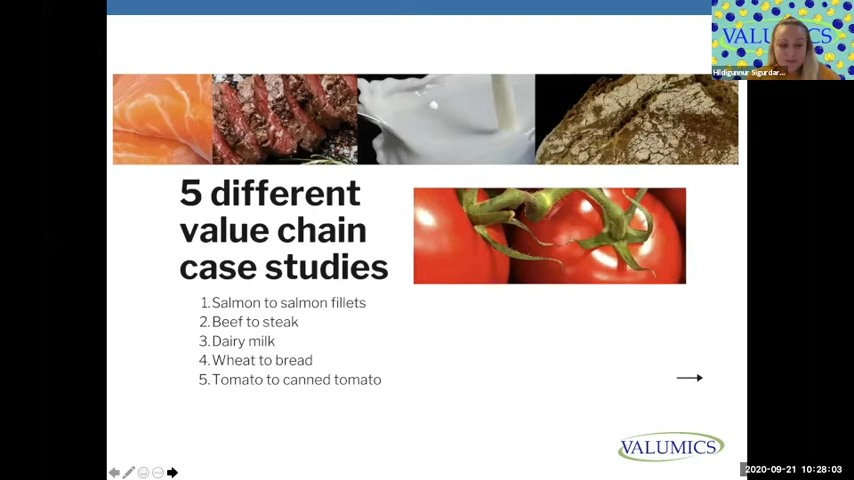 VALUMICS
Hildigunnur Sigurdar...
5 different
value chain
case studies
1. Salmon to salmon fillets
2. Beef to steak
3. Dairy milk
4. Wheat to bread
5. Tomato to canned tomato
VALUMICS
2020-09-21 10:28:03